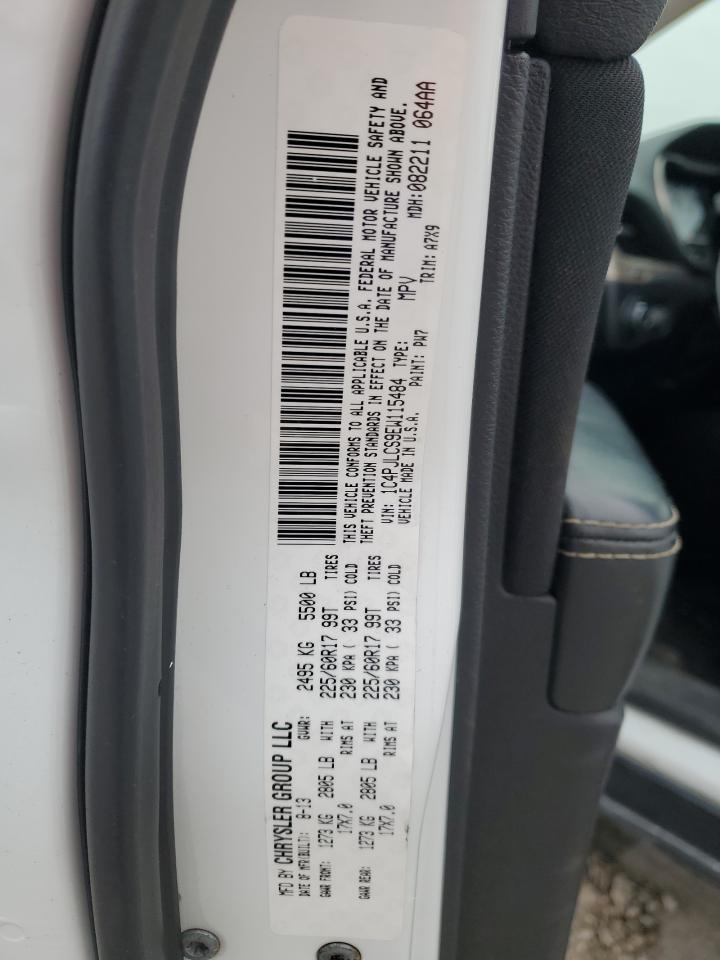 MFD BY CHRYSLER GROUP LLC
DATE OF MFR(BUILT): 8-13 GVWR: 2495 KG 5500 LB
GAWR FRONT: 1273 KG 2805 LB WITH 225/60R17 99T TIRES
17X7.0 RIMS AT 230 KPA ( 33 PSI) COLD
GAWR REAR: 1273 KG 2805 LB WITH 225/60R17 99T TIRES
17X7.0 RIMS AT 230 KPA ( 33 PSI) COLD
THIS VEHICLE CONFORMS TO ALL APPLICABLE U.S.A. FEDERAL MOTOR VEHICLE SAFETY AND
THEFT PREVENTION STANDARDS IN EFFECT ON THE DATE OF MANUFACTURE SHOWN ABOVE.
VIN: 1C4PJLCS9EW115484 TYPE: MPV MDH:082211 064AA
VEHICLE MADE IN U.S.A. PAINT: PW7 TRIM: A7X9